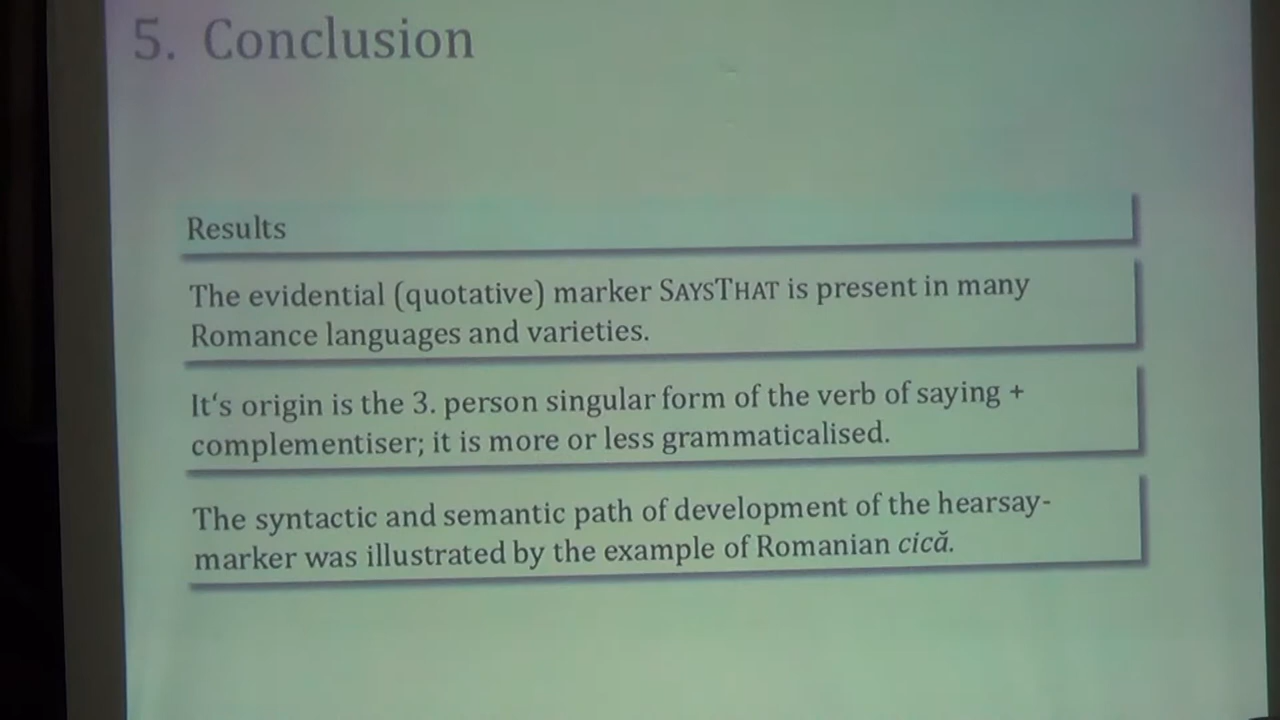 5. Conclusion
Results
The evidential (quotative) marker SAYSTHAT is present in many
Romance languages and varieties.
It‘s origin is the 3. person singular form of the verb of saying +
complementiser; it is more or less grammaticalised.
The syntactic and semantic path of development of the hearsay-
marker was illustrated by the example of Romanian cică.